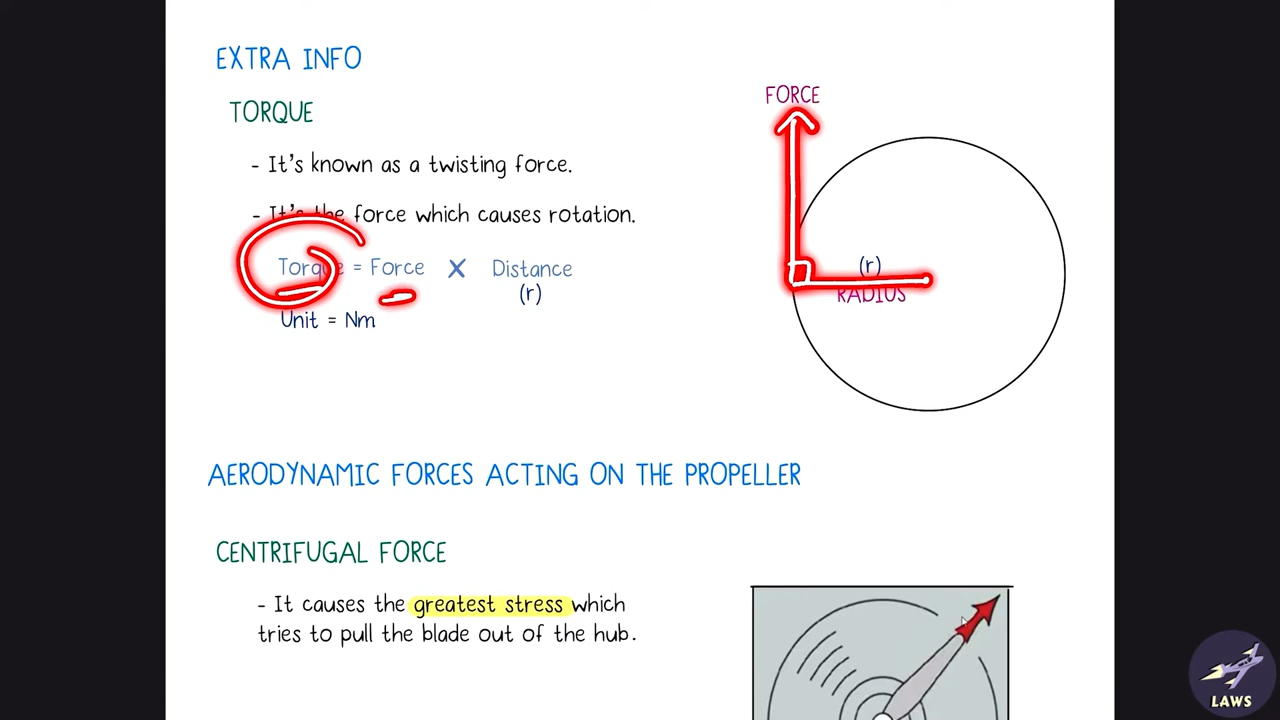 EXTRA INFO
TORQUE
- It's known as a twisting force.
- It's the force which causes rotation.
Torque = Force X Distance
(r)
Unit = Nm
FORCE
(r)
RADIUS
AERODYNAMIC FORCES ACTING ON THE PROPELLER
CENTRIFUGAL FORCE
- It causes the greatest stress which
tries to pull the blade out of the hub.
LAWS